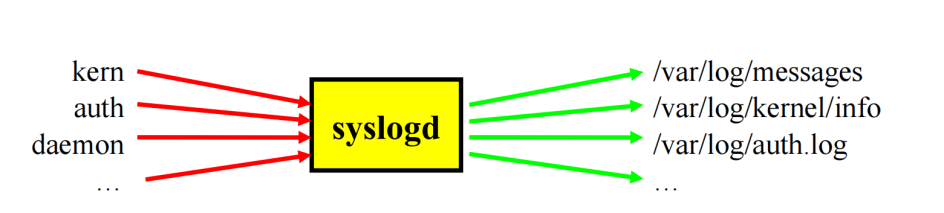 kern
auth
daemon
...
syslogd
/var/log/messages
/var/log/kernel/info
/var/log/auth.log
...